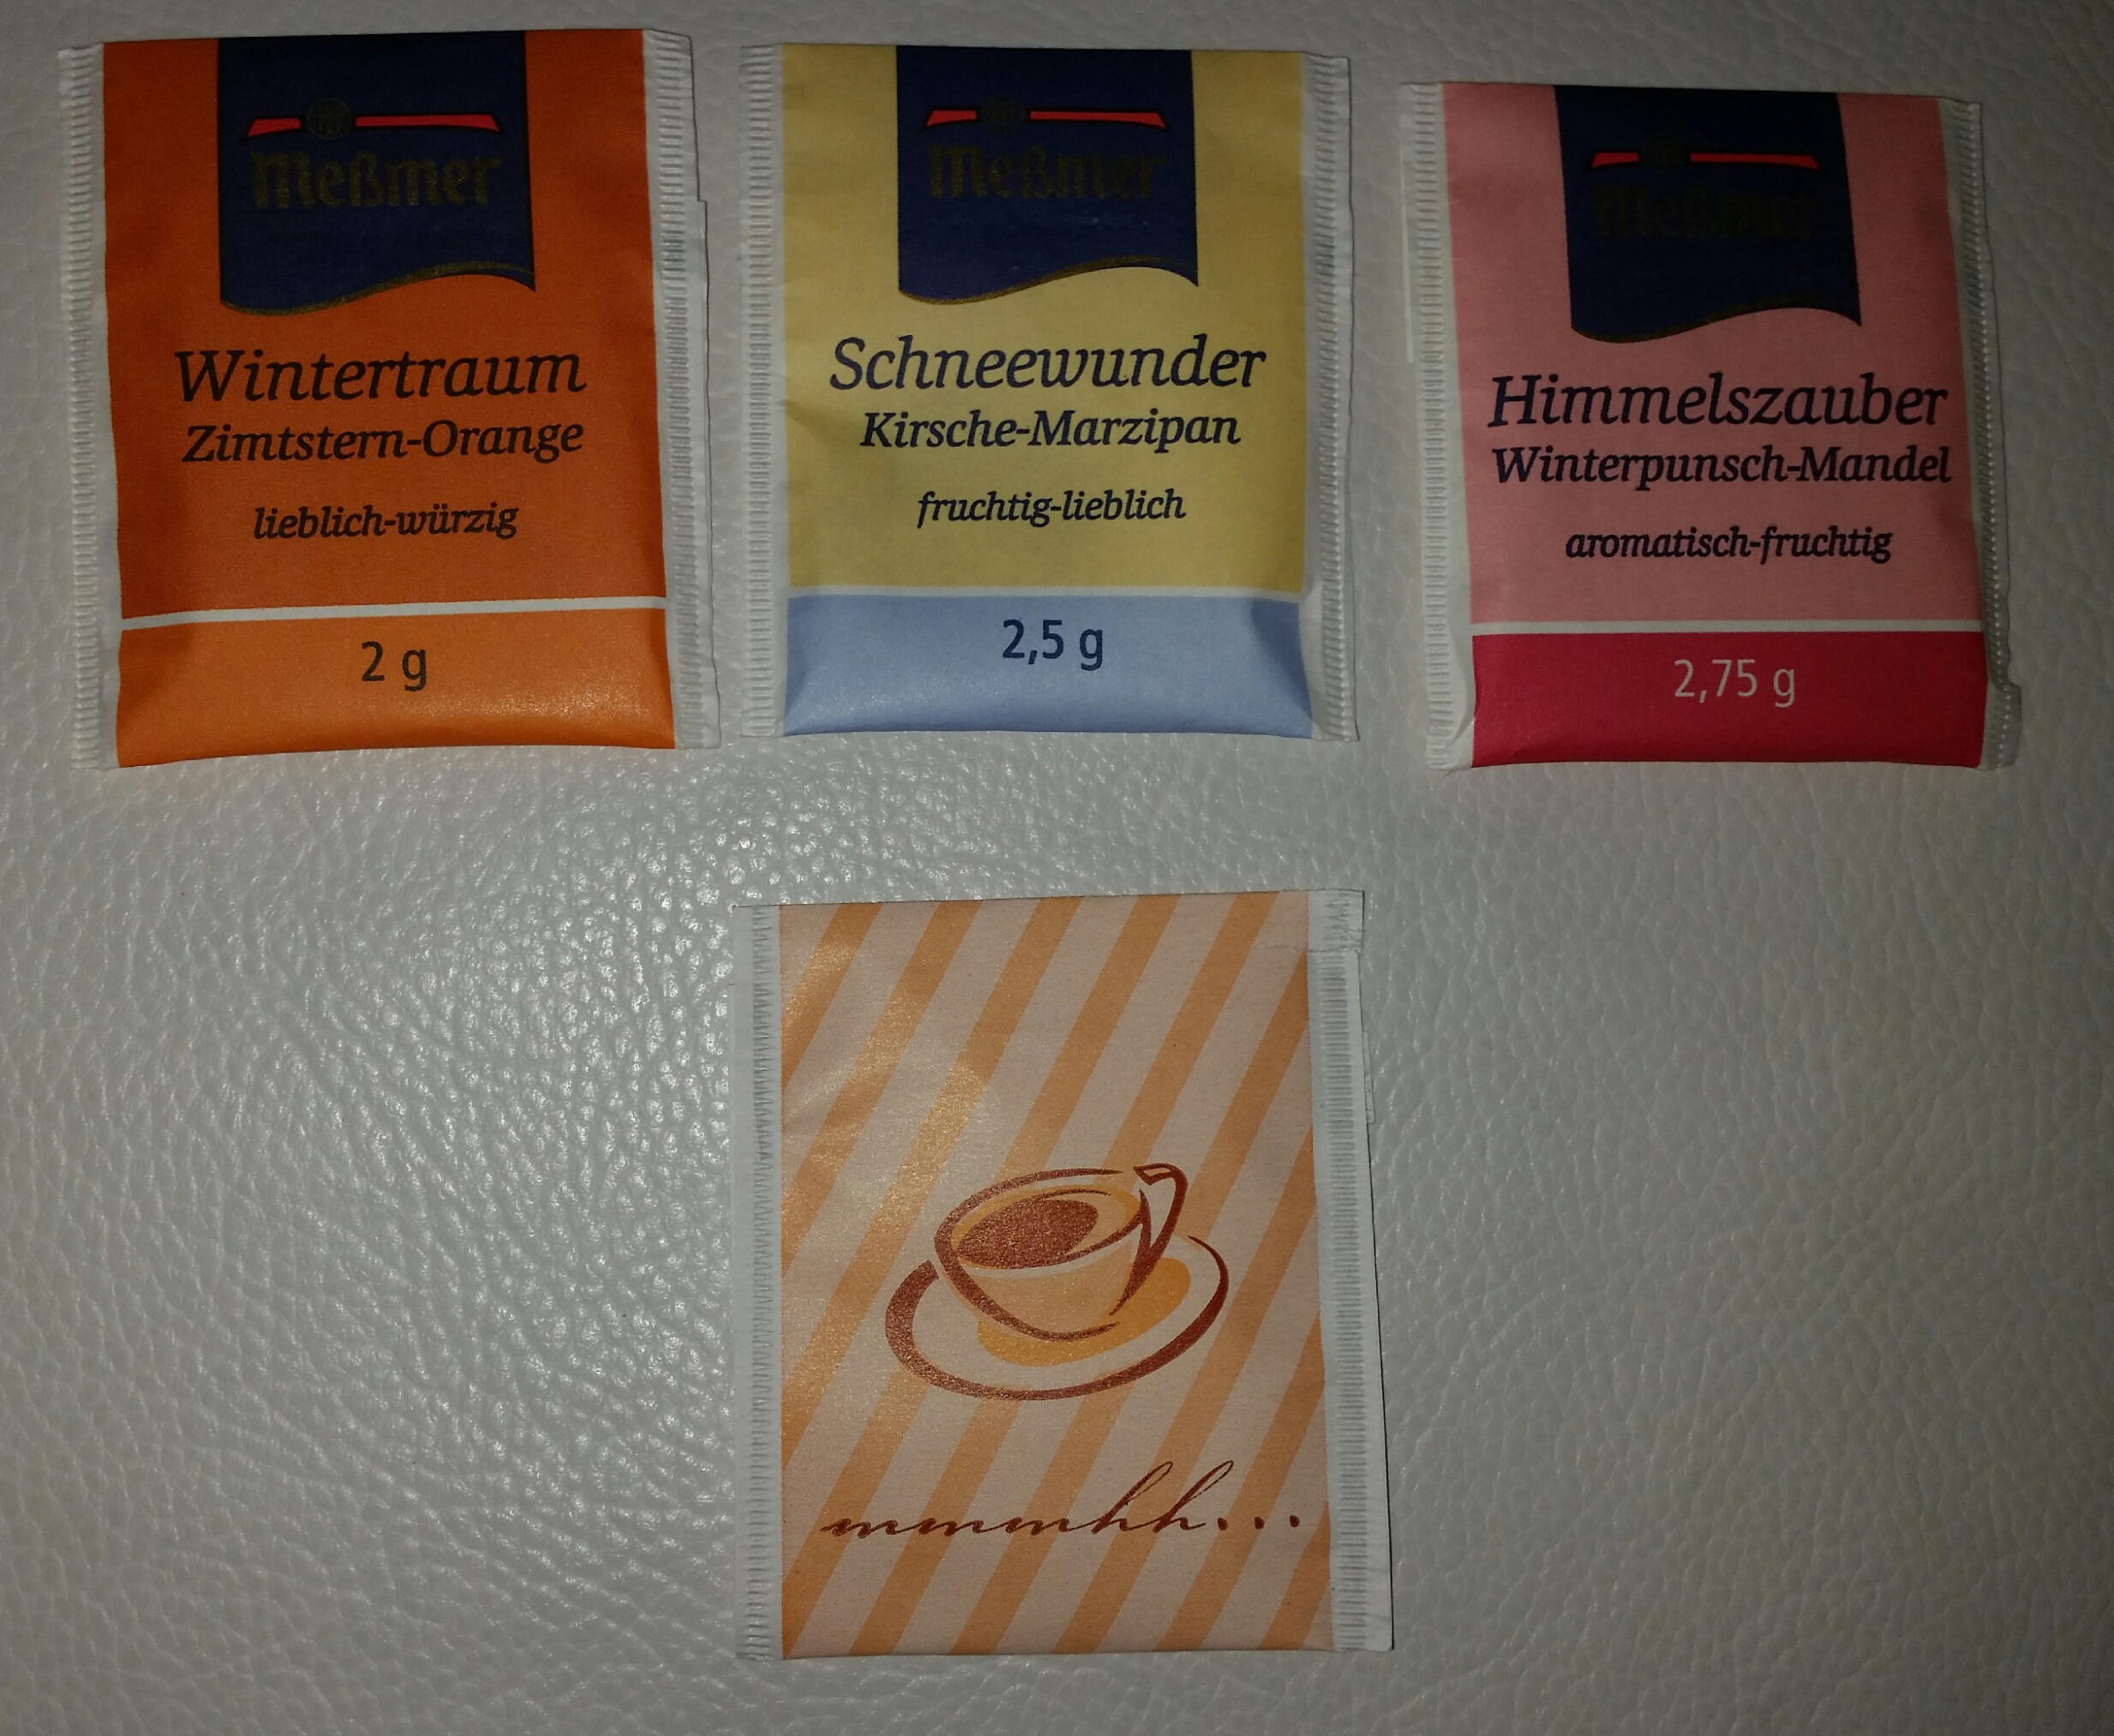 Meßmer
Wintertraum
Zimtstern-Orange
lieblich-würzig
2 g
Meßmer
Schneewunder
Kirsche-Marzipan
fruchtig-lieblich
2,5 g
Meßmer
Himmelszauber
Winterpunsch-Mandel
aromatisch-fruchtig
2,75 g
mmmhh...